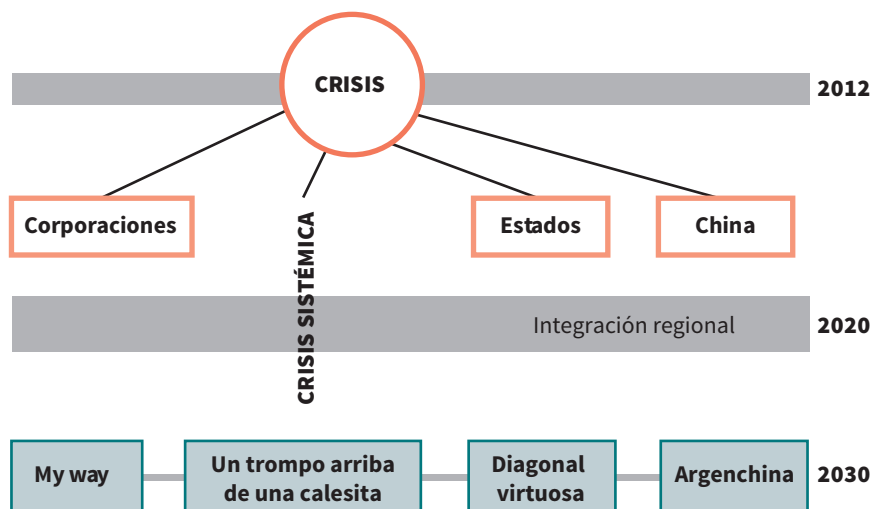 CRISIS
2012
Corporaciones
Estados
China
CRISIS SISTÉMICA
Integración regional
2020
My way
Un trompo arriba
de una calesita
Diagonal
virtuosa
Argenchina
2030